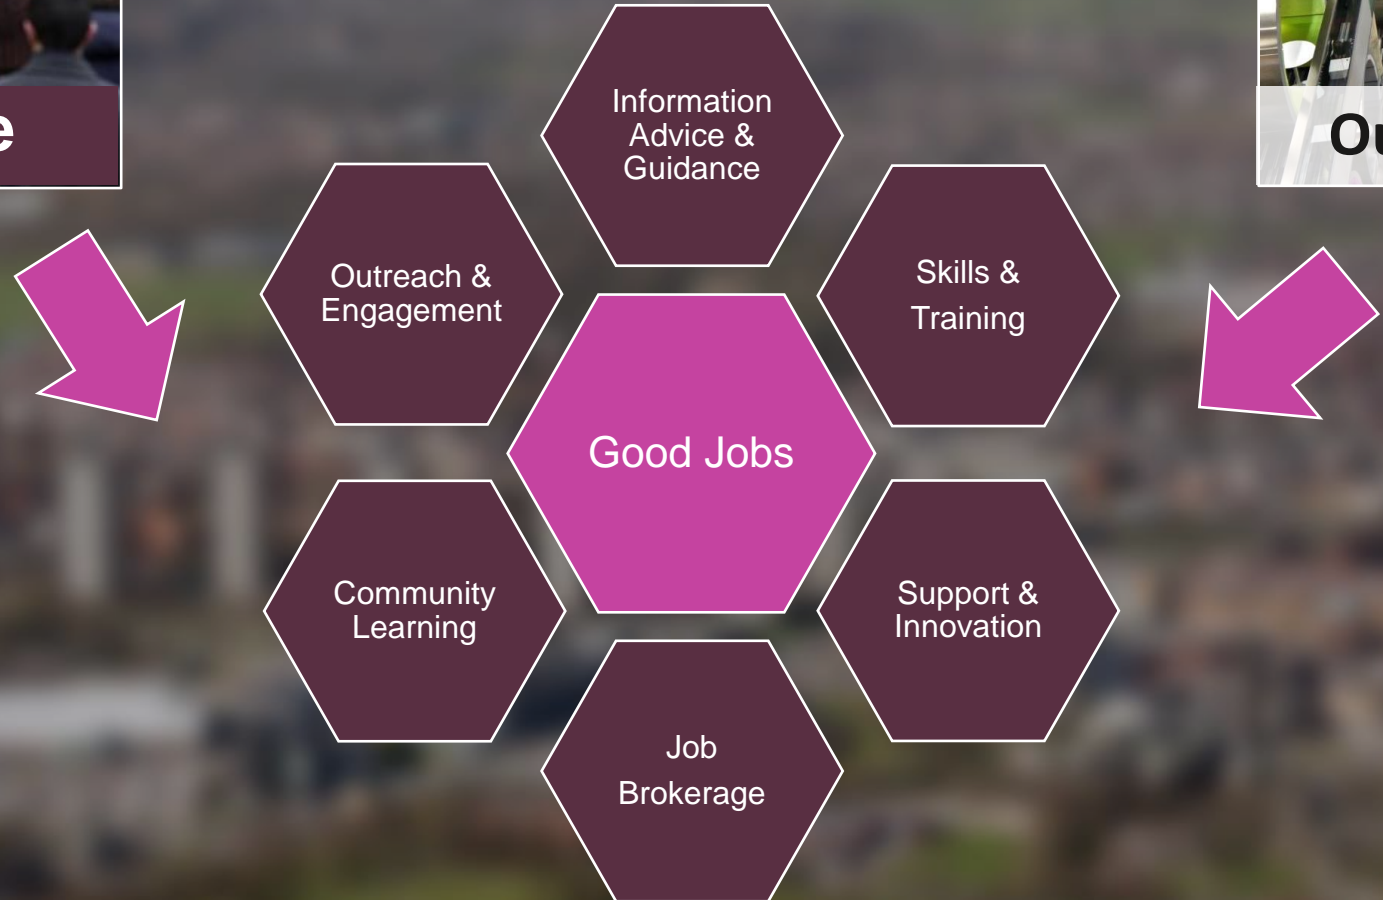 Information
Advice &
Guidance
Outreach &
Engagement
Skills &
Training
Good Jobs
Community
Learning
Support &
Innovation
Job
Brokerage